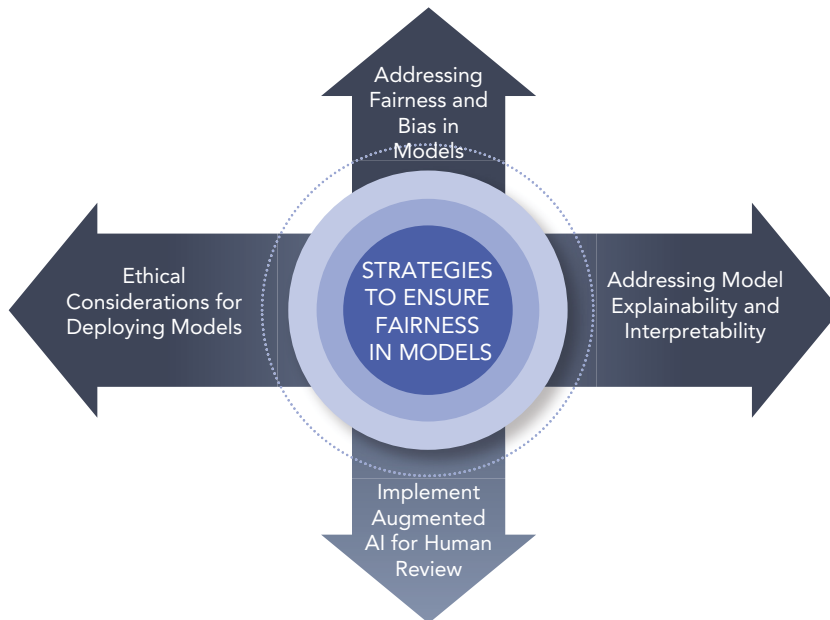 Addressing
Fairness and
Bias in
Models
Ethical
Considerations for
Deploying Models
STRATEGIES
TO ENSURE
FAIRNESS
IN MODELS
Addressing Model
Explainability and
Interpretability
Implement
Augmented
AI for Human
Review